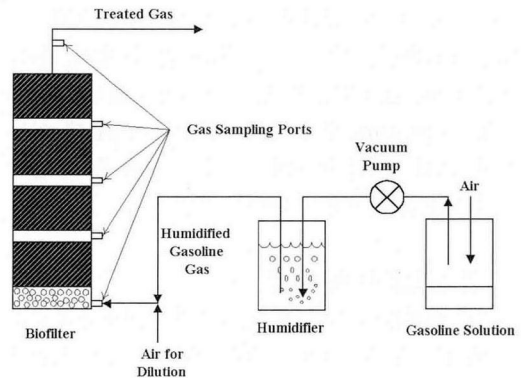 Treated Gas
Gas Sampling Ports
Vacuum
Pump
Air
Humidified
Gasoline
Gas
Biofilter
Air for
Dilution
Humidifier
Gasoline Solution